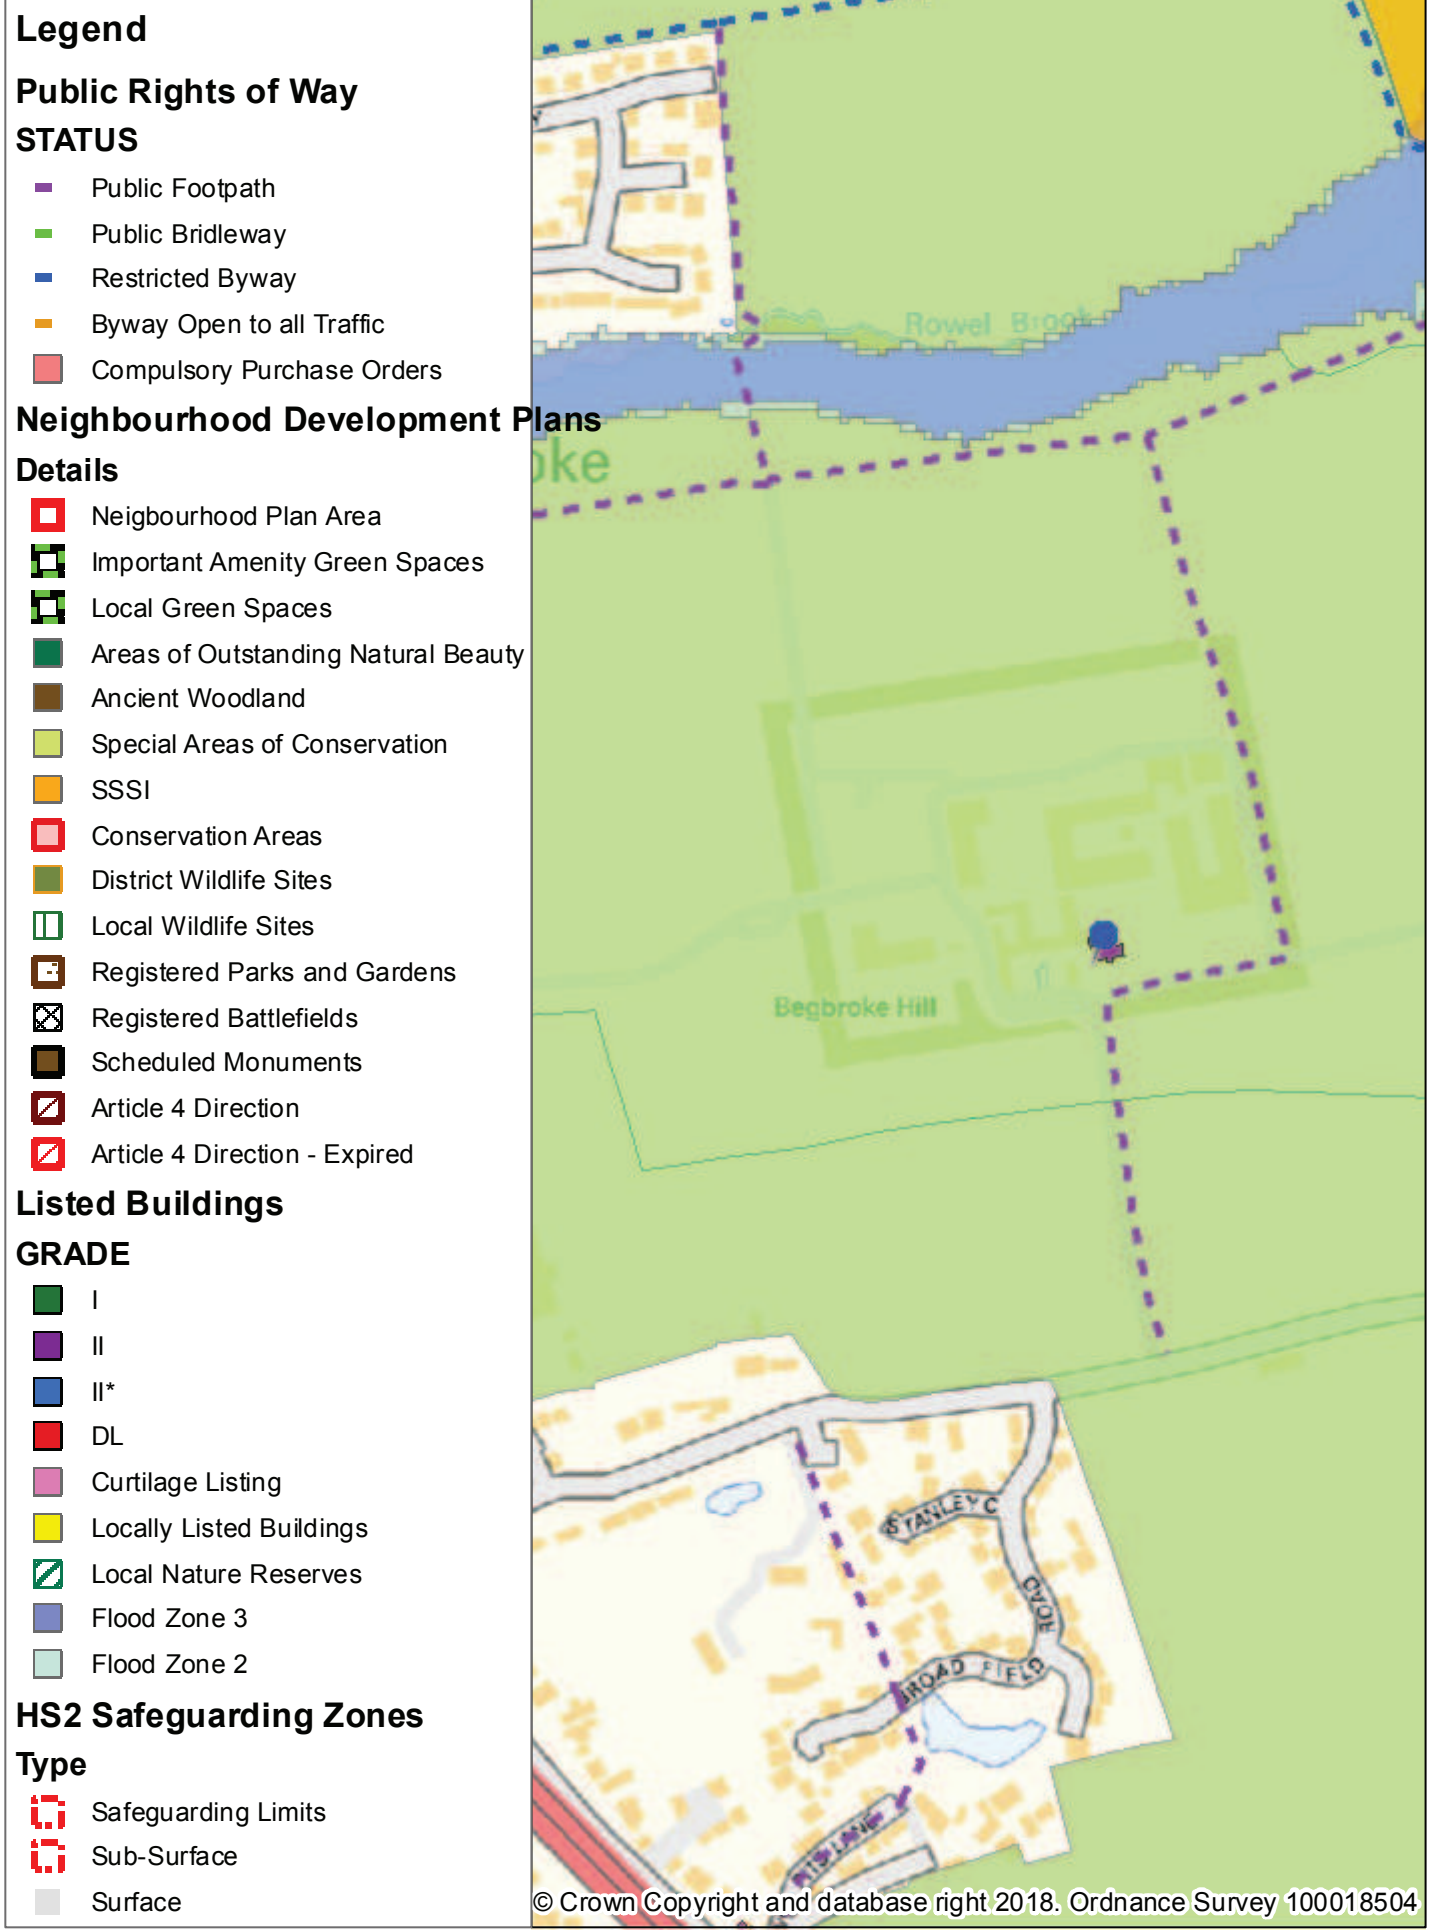 Legend
Public Rights of Way
STATUS
Public Footpath
Public Bridleway
Restricted Byway
Byway Open to all Traffic
Compulsory Purchase Orders
Neighbourhood Development Plans
Details
Neigbourhood Plan Area
Important Amenity Green Spaces
Local Green Spaces
Areas of Outstanding Natural Beauty
Ancient Woodland
Special Areas of Conservation
SSSI
Conservation Areas
District Wildlife Sites
Local Wildlife Sites
Registered Parks and Gardens
Registered Battlefields
Scheduled Monuments
Article 4 Direction
Article 4 Direction - Expired
Listed Buildings
GRADE
I
II
II*
DL
Curtilage Listing
Locally Listed Buildings
Local Nature Reserves
Flood Zone 3
Flood Zone 2
HS2 Safeguarding Zones
Type
Safeguarding Limits
Sub-Surface
Surface
Rowel Brook
oke
Begbroke Hill
STANLEY C
BROAD FIELD
ROAD
LANE
© Crown Copyright and database right 2018. Ordnance Survey 100018504